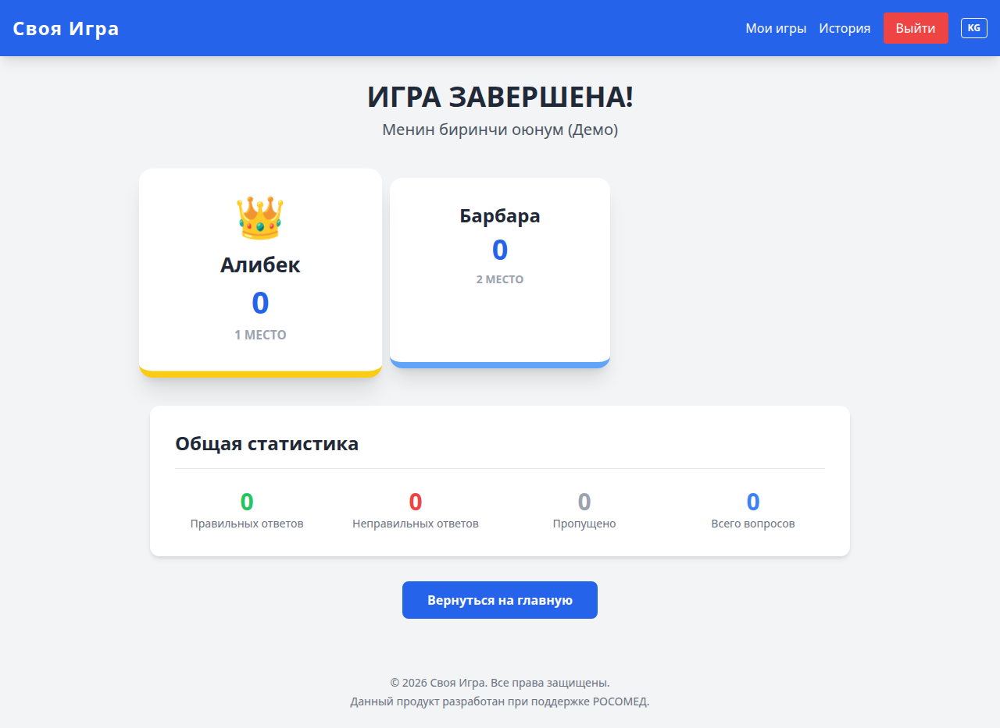 Своя Игра
Мои игры
История
Выйти
KG
ИГРА ЗАВЕРШЕНА!
Менин биринчи оюнум (Демо)
Алибек
0
1 МЕСТО
Барбара
0
2 МЕСТО
Общая статистика
0
Правильных ответов
0
Неправильных ответов
0
Пропущено
0
Всего вопросов
Вернуться на главную
© 2026 Своя Игра. Все права защищены.
Данный продукт разработан при поддержке РОСОМЕД.